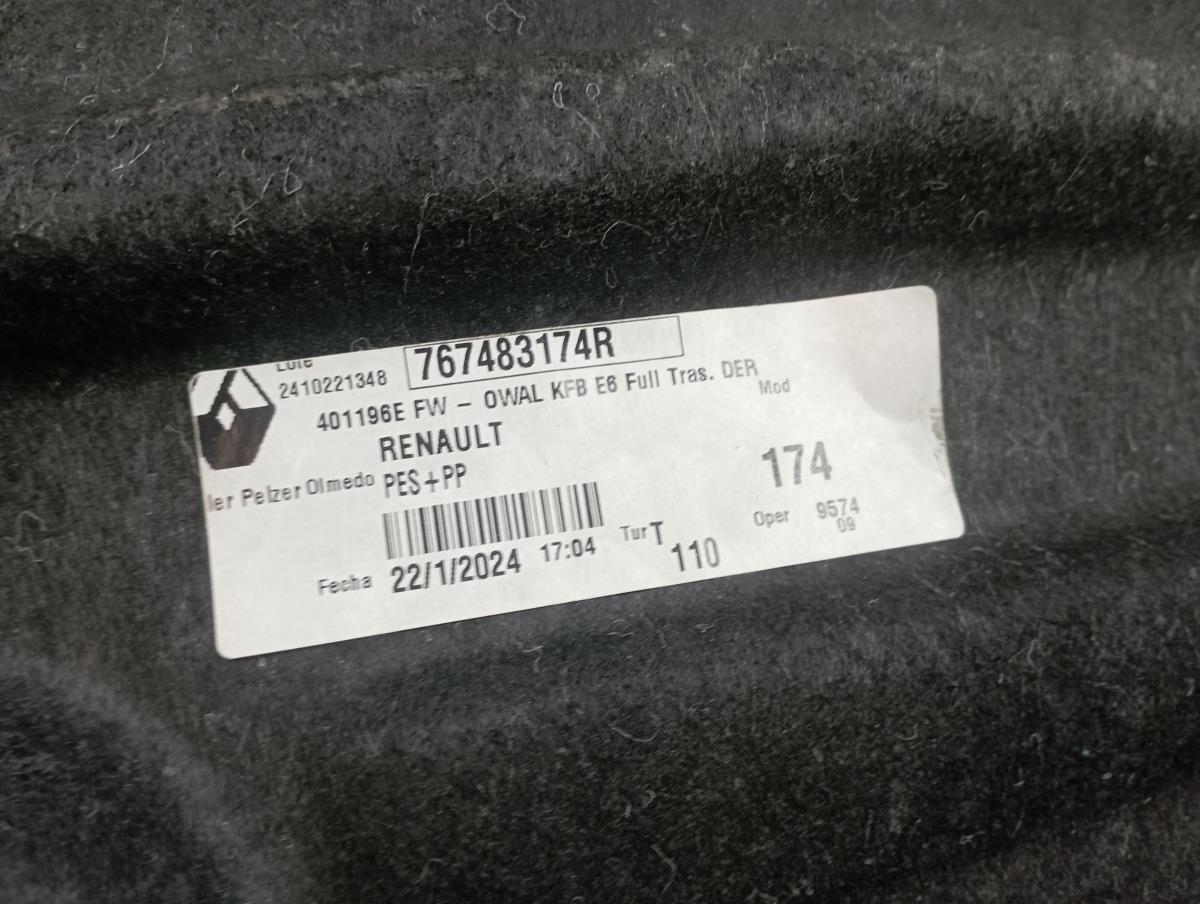 Lote
2410221348
767483174R
401196E FW - OWAL KFB E6 Full Tras. DER
Mod
RENAULT
ler Pelzer Olmedo PES+PP
174
Fecha 22/1/2024 17:04
Tur T
110
Oper 9574
09